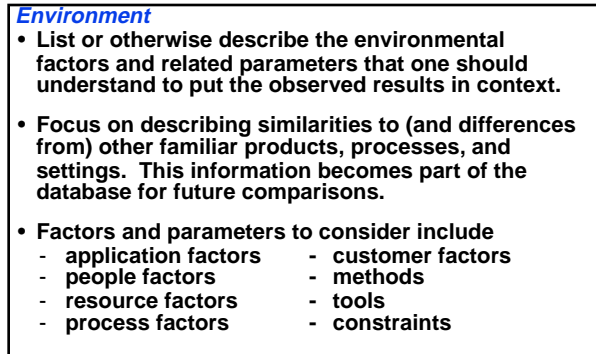 Environment
• List or otherwise describe the environmental
factors and related parameters that one should
understand to put the observed results in context.
• Focus on describing similarities to (and differences
from) other familiar products, processes, and
settings. This information becomes part of the
database for future comparisons.
• Factors and parameters to consider include
- application factors - customer factors
- people factors - methods
- resource factors - tools
- process factors - constraints